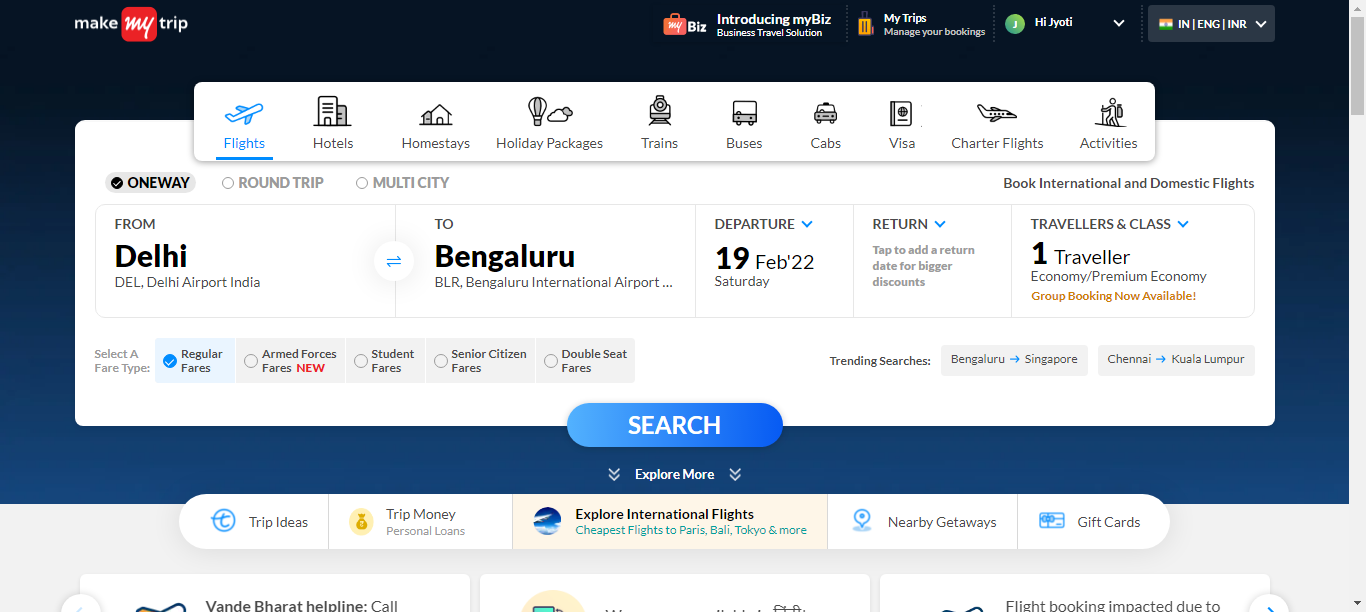 make my trip
myBiz
Introducing myBiz
Business Travel Solution
My Trips
Manage your bookings
J
Hi Jyoti
IN | ENG | INR
Flights
Hotels
Homestays
Holiday Packages
Trains
Buses
Cabs
Visa
Charter Flights
Activities
ONEWAY
ROUND TRIP
MULTI CITY
Book International and Domestic Flights
FROM
Delhi
DEL, Delhi Airport India
TO
Bengaluru
BLR, Bengaluru International Airport ...
DEPARTURE
19 Feb'22
Saturday
RETURN
Tap to add a return
date for bigger
discounts
TRAVELLERS & CLASS
1 Traveller
Economy/Premium Economy
Group Booking Now Available!
Select A
Fare Type:
Regular
Fares
Armed Forces
Fares NEW
Student
Fares
Senior Citizen
Fares
Double Seat
Fares
Trending Searches:
Bengaluru → Singapore
Chennai → Kuala Lumpur
SEARCH
Explore More
Trip Ideas
Trip Money
Personal Loans
Explore International Flights
Cheapest Flights to Paris, Bali, Tokyo & more
Nearby Getaways
Gift Cards
Vande Bharat helpline: Call
Flight booking impacted due to